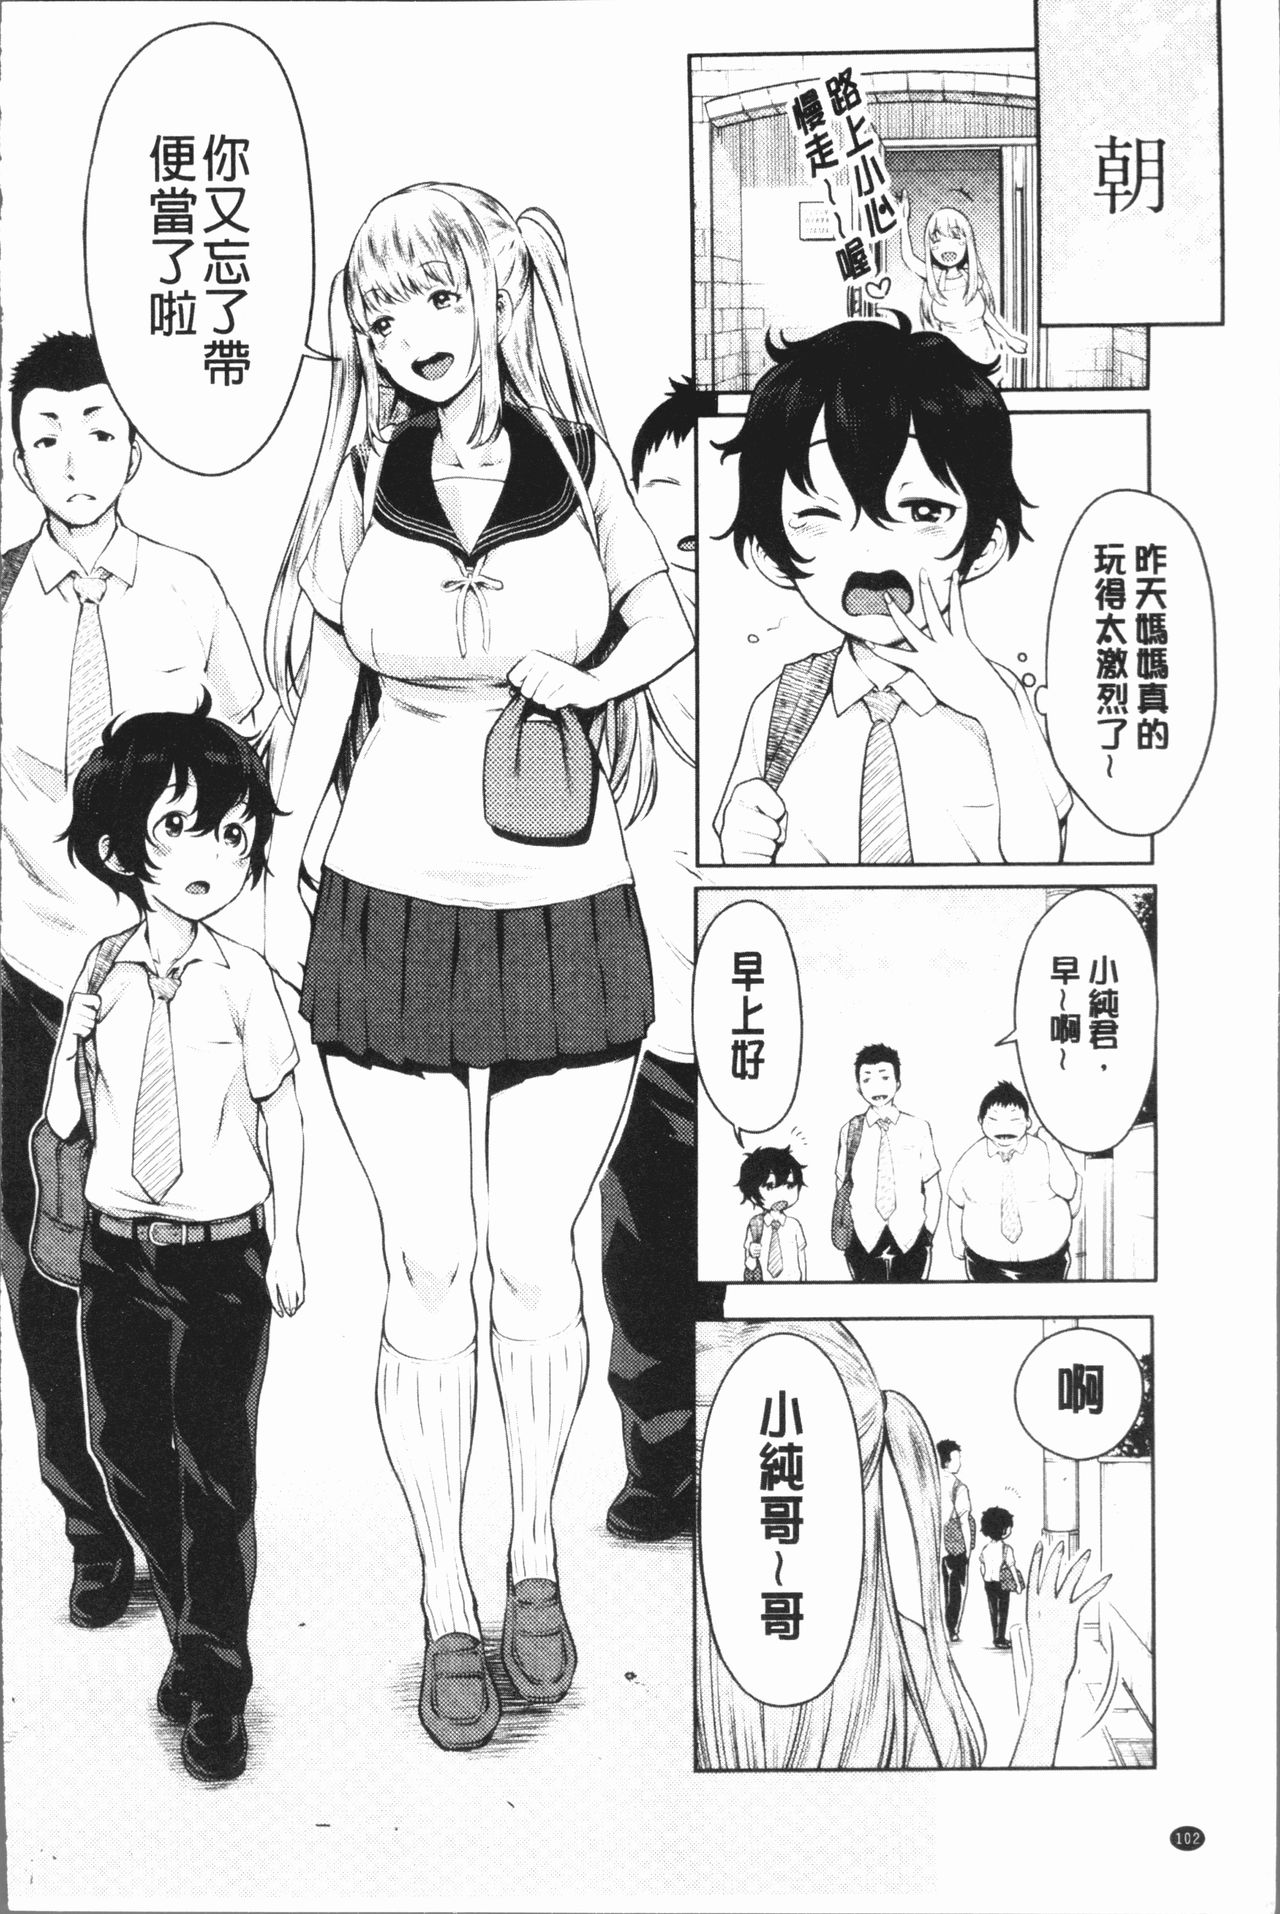 朝
路上小心
慢走～～喔♡
昨天媽媽真的
玩得太激烈了～
小純君，
早～啊～
早上好
啊
小純哥～哥
你又忘了帶
便當了啦
102